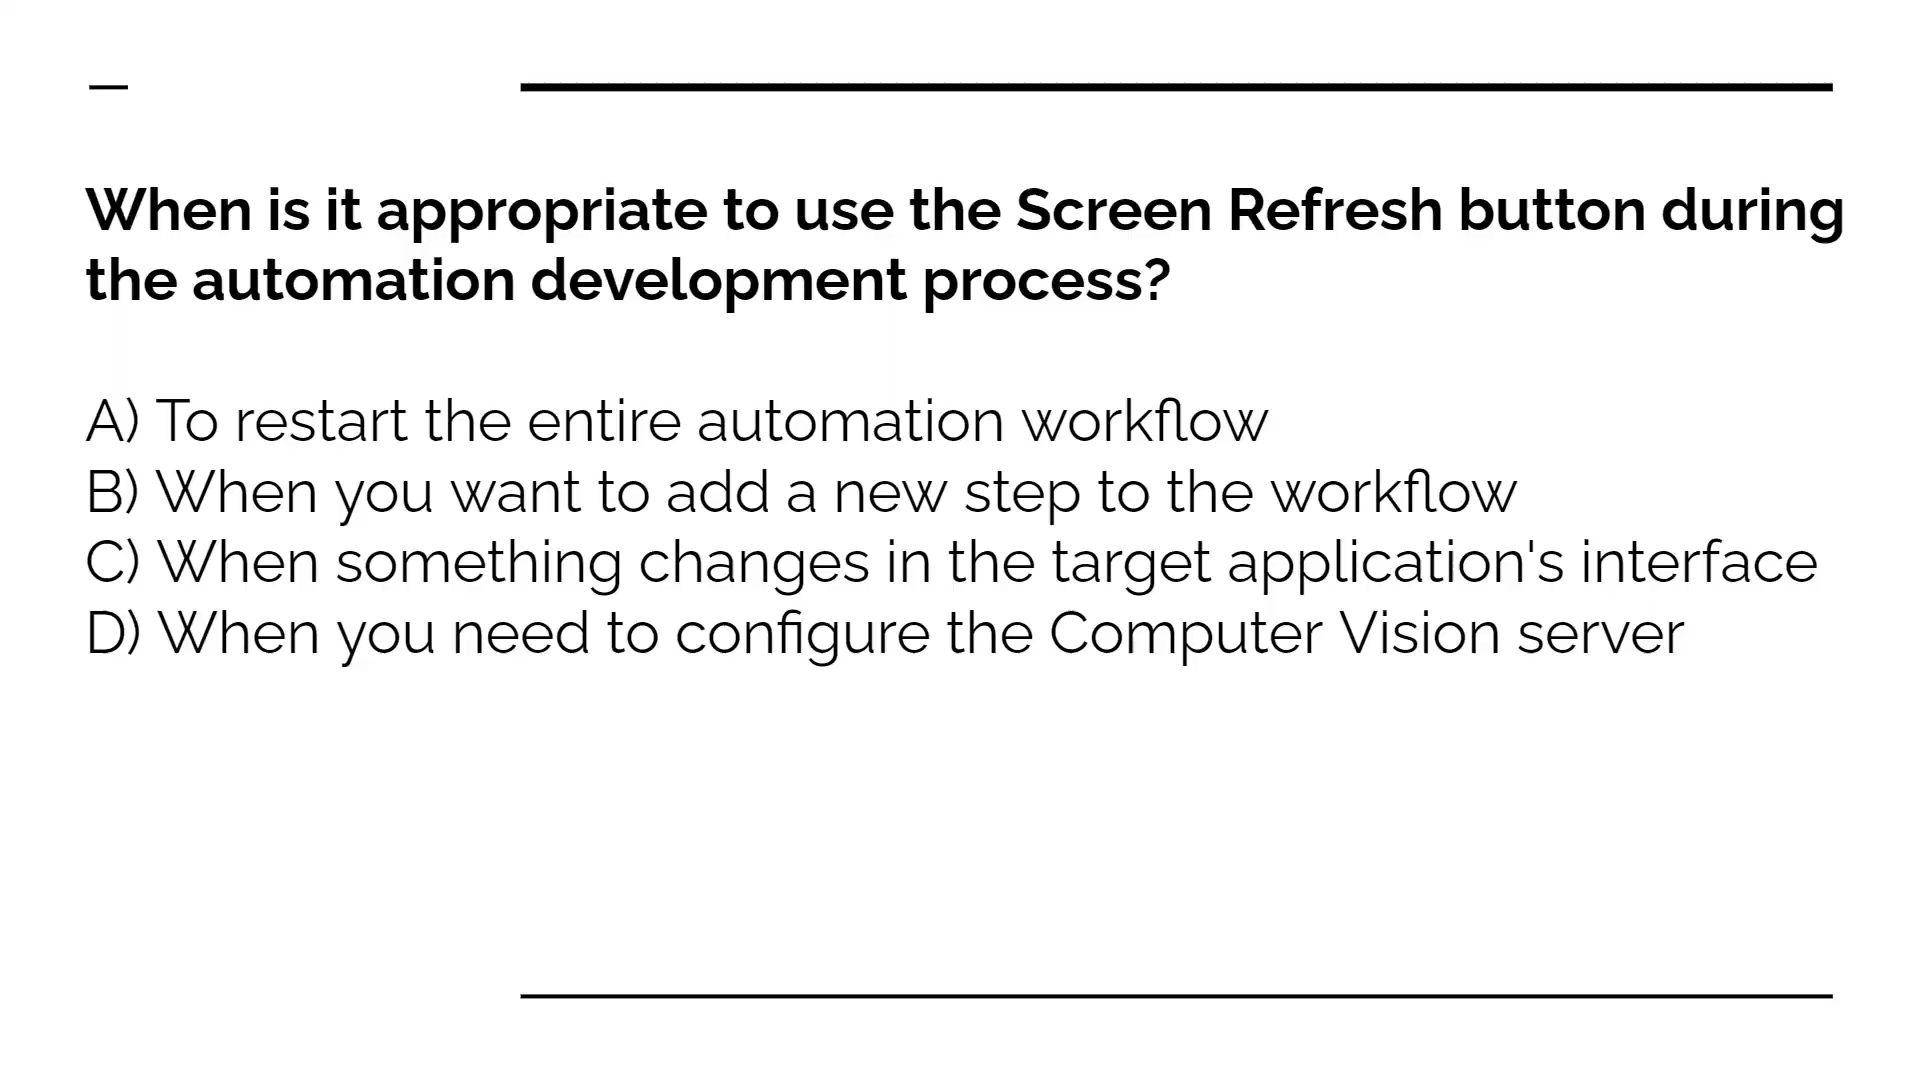 When is it appropriate to use the Screen Refresh button during
the automation development process?
A) To restart the entire automation workflow
B) When you want to add a new step to the workflow
C) When something changes in the target application's interface
D) When you need to configure the Computer Vision server